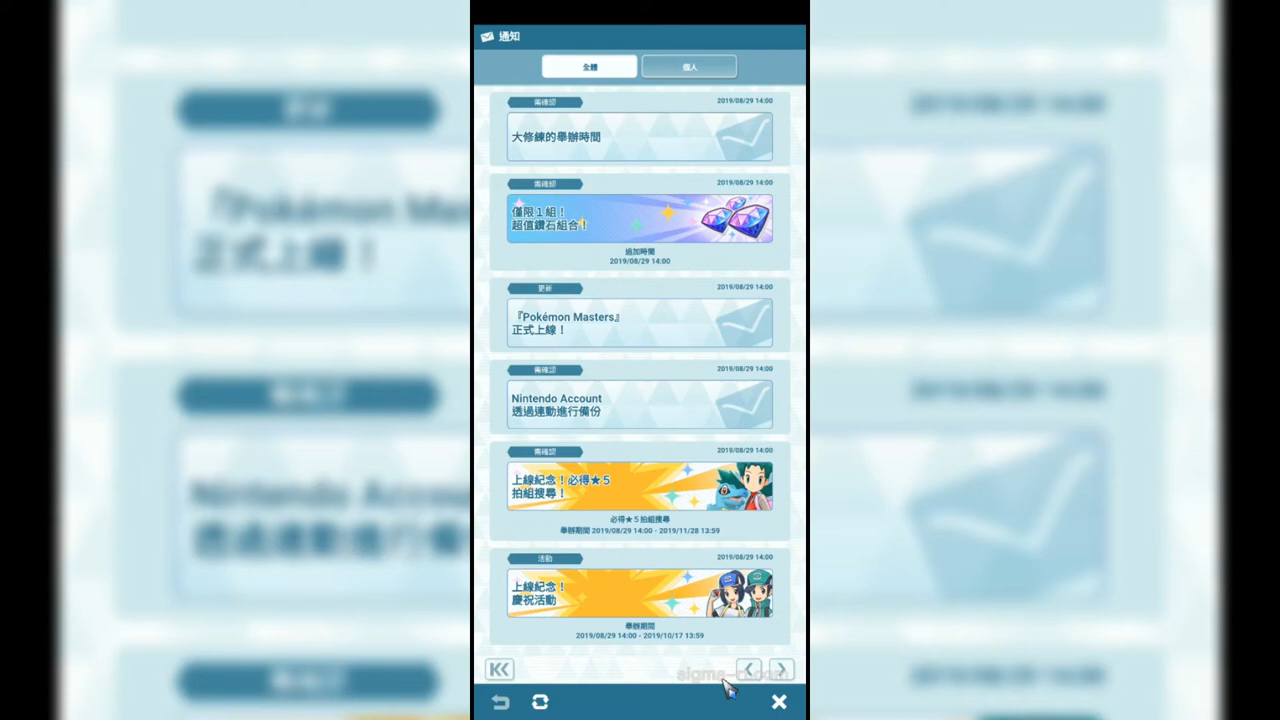 通知
全體
個人
需確認
2019/08/29 14:00
大修練的舉辦時間
需確認
2019/08/29 14:00
僅限１組！
超值鑽石組合！
追加時間
2019/08/29 14:00
更新
2019/08/29 14:00
『Pokémon Masters』
正式上線！
需確認
2019/08/29 14:00
Nintendo Account
透過連動進行備份
需確認
2019/08/29 14:00
上線紀念！必得★５
拍組搜尋！
必得★５拍組搜尋
舉辦期間 2019/08/29 14:00 - 2019/11/28 13:59
活動
2019/08/29 14:00
上線紀念！
慶祝活動
舉辦期間
2019/08/29 14:00 - 2019/10/17 13:59